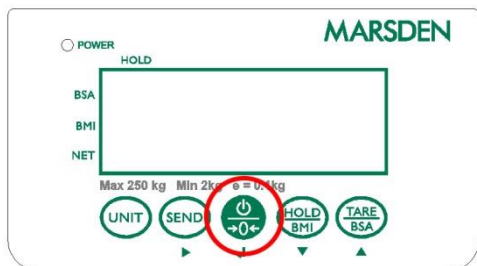 MARSDEN
POWER
HOLD
BSA
BMI
NET
Max 250 kg Min 2kg e = 0.1kg
UNIT SEND →0← HOLD BMI TARE BSA